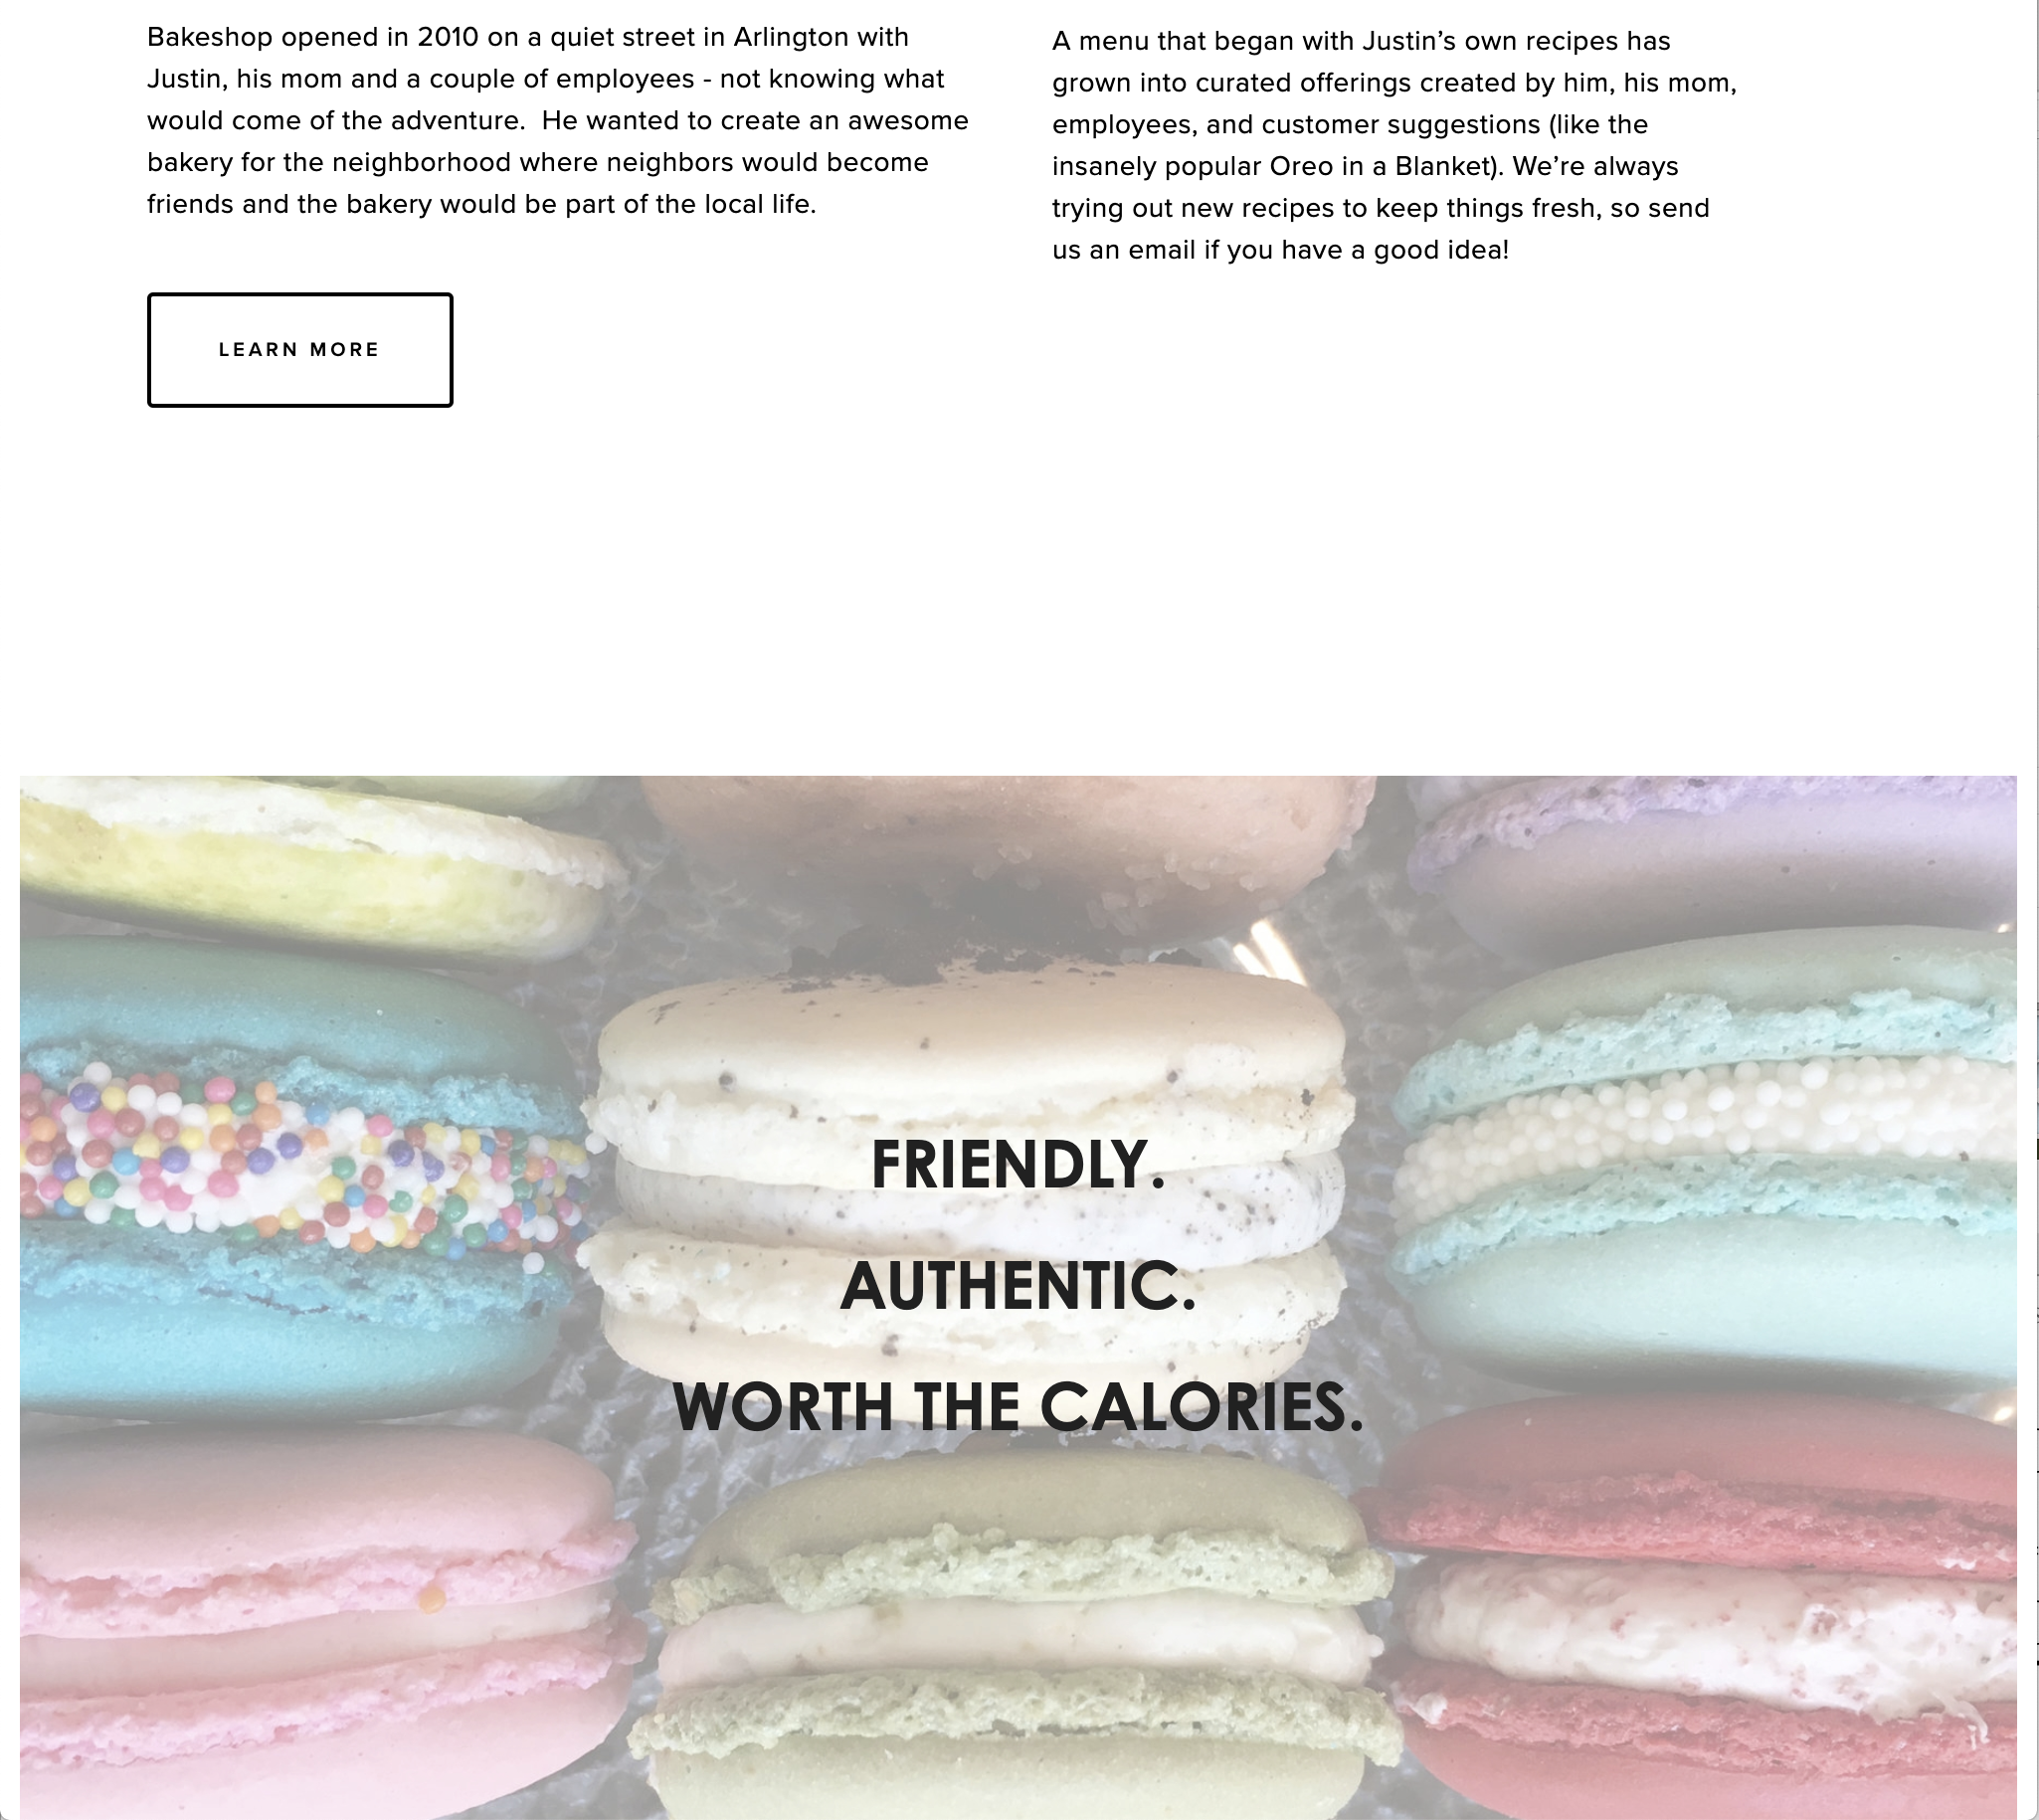 Bakeshop opened in 2010 on a quiet street in Arlington with
Justin, his mom and a couple of employees - not knowing what
would come of the adventure.  He wanted to create an awesome
bakery for the neighborhood where neighbors would become
friends and the bakery would be part of the local life.
LEARN MORE
A menu that began with Justin’s own recipes has
grown into curated offerings created by him, his mom,
employees, and customer suggestions (like the
insanely popular Oreo in a Blanket). We’re always
trying out new recipes to keep things fresh, so send
us an email if you have a good idea!
FRIENDLY.
AUTHENTIC.
WORTH THE CALORIES.